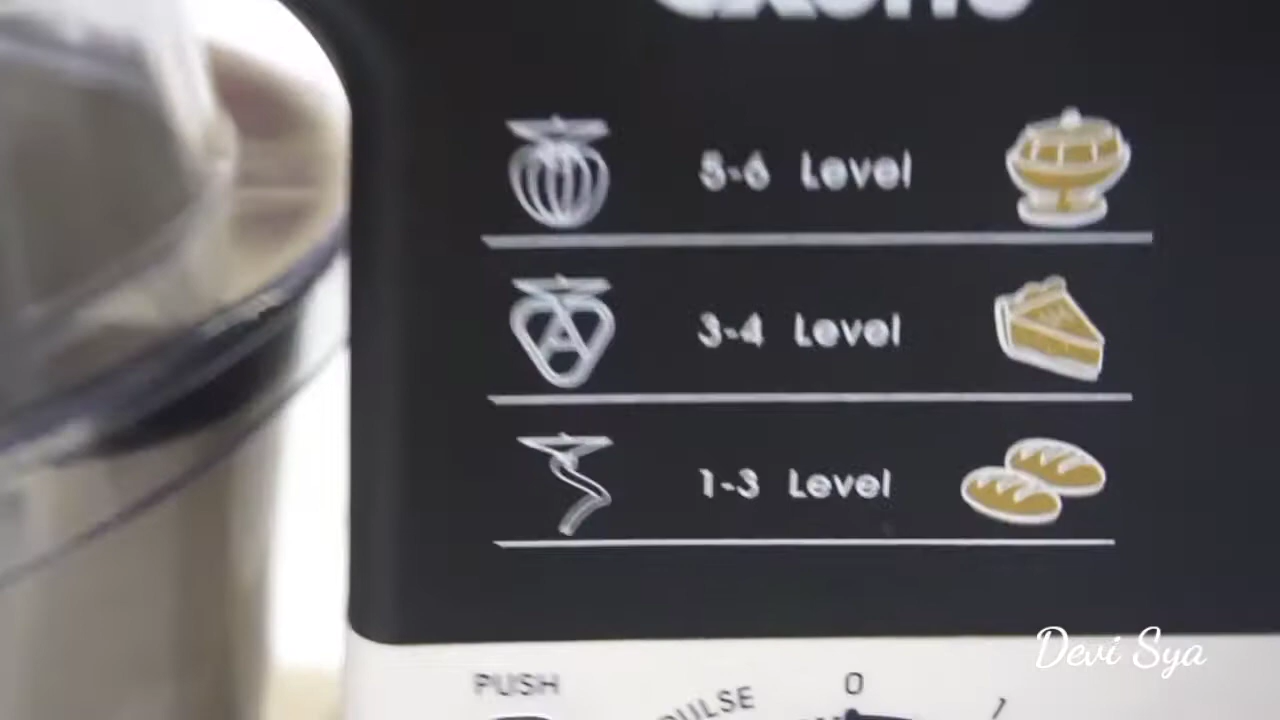 5-6 Level
3-4 Level
1-3 Level
Devi Sya
PUSH
PULSE
0
1